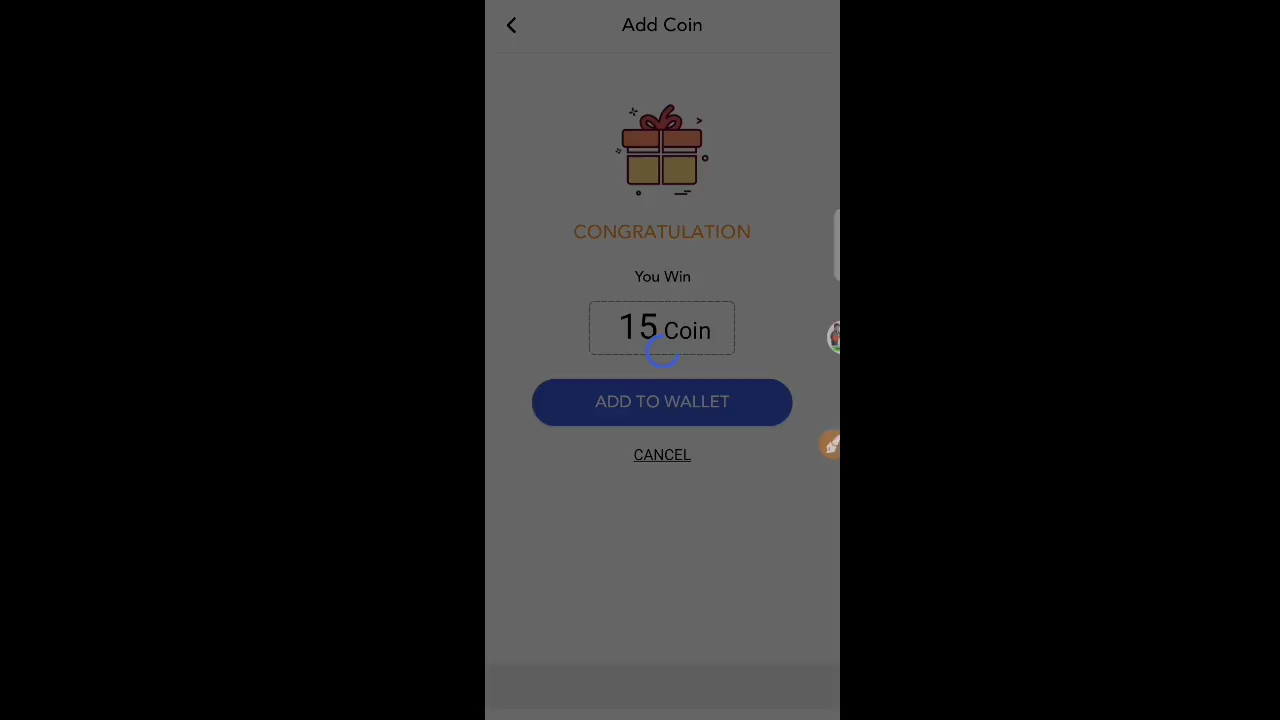 Add Coin
CONGRATULATION
You Win
15 Coin
ADD TO WALLET
CANCEL